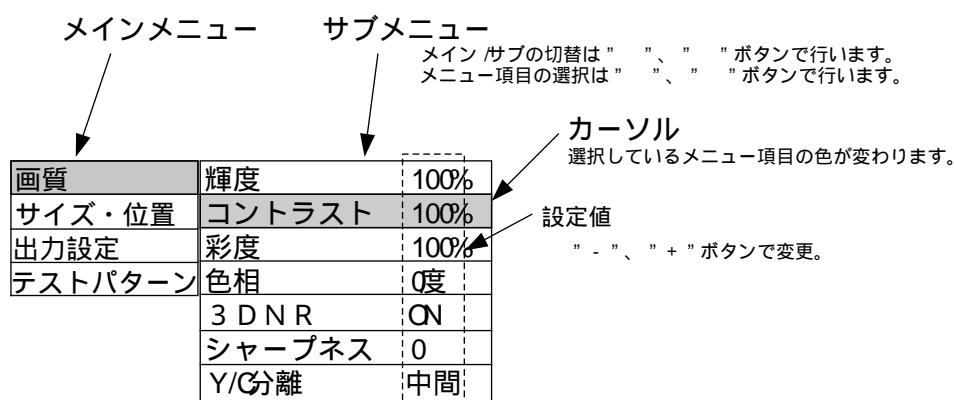 メインメニュー サブメニュー
メイン/サブの切替は" "、" "ボタンで行います。
メニュー項目の選択は" "、" "ボタンで行います。
カーソル
選択しているメニュー項目の色が変わります。
画質 輝度 100%
サイズ・位置 コントラスト 100%
設定値
出力設定 彩度 100%
"-"、"+"ボタンで変更。
テストパターン 色相 0度
3DNR ON
シャープネス 0
Y/C分離 中間